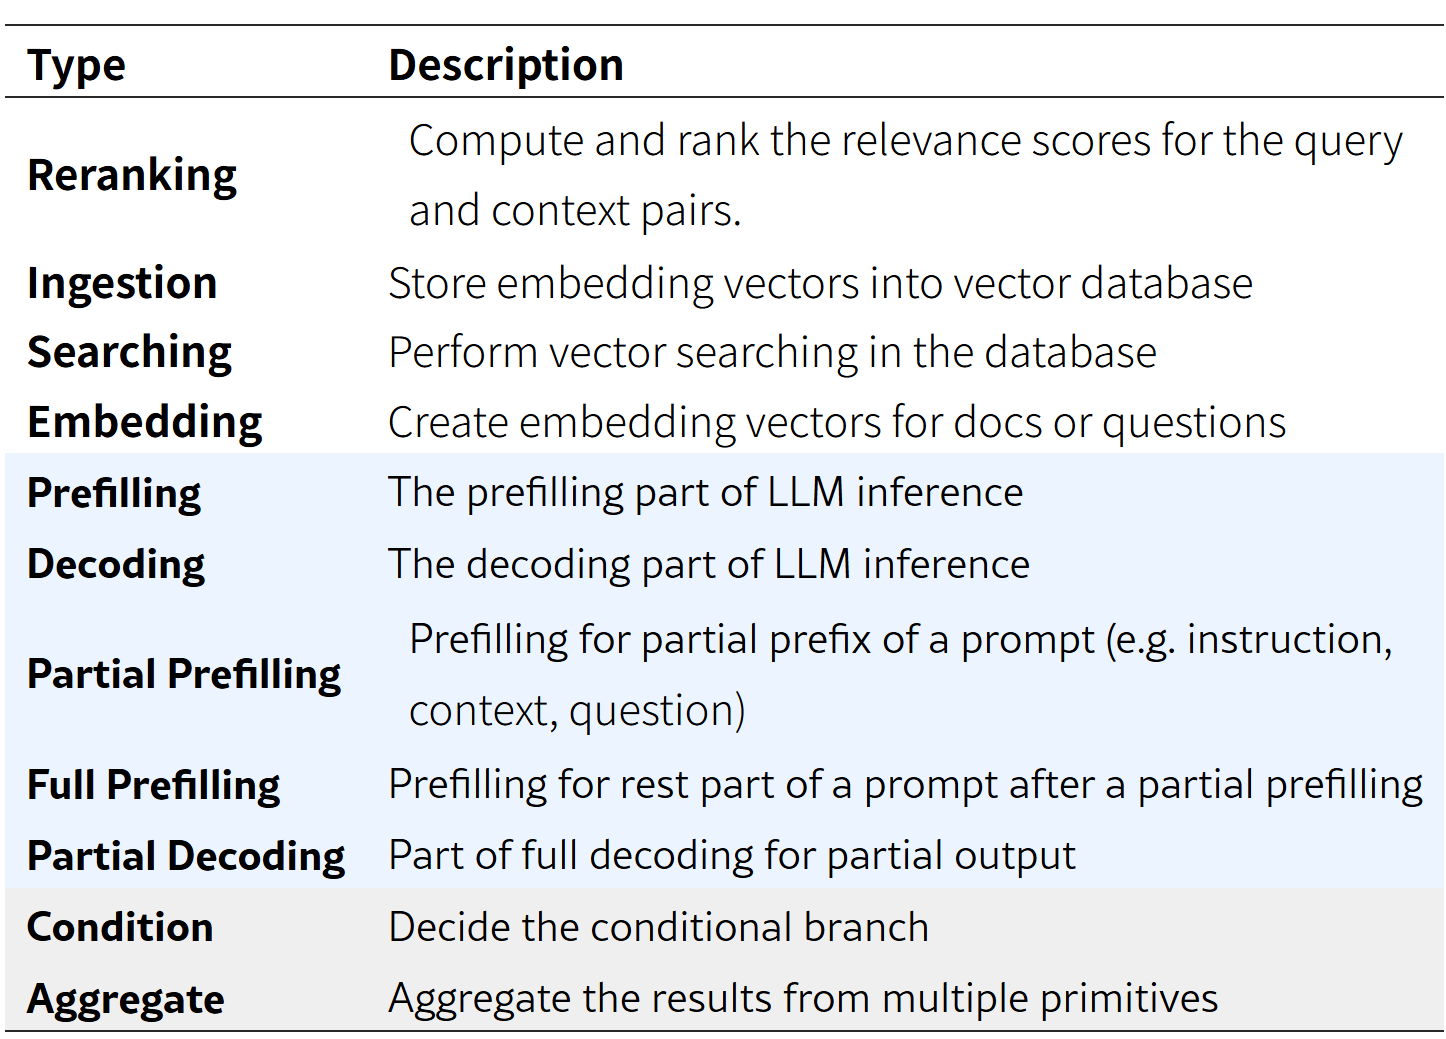 Type Description
Reranking Compute and rank the relevance scores for the query
and context pairs.
Ingestion Store embedding vectors into vector database
Searching Perform vector searching in the database
Embedding Create embedding vectors for docs or questions
Prefilling The prefilling part of LLM inference
Decoding The decoding part of LLM inference
Partial Prefilling Prefilling for partial prefix of a prompt (e.g. instruction,
context, question)
Full Prefilling Prefilling for rest part of a prompt after a partial prefilling
Partial Decoding Part of full decoding for partial output
Condition Decide the conditional branch
Aggregate Aggregate the results from multiple primitives